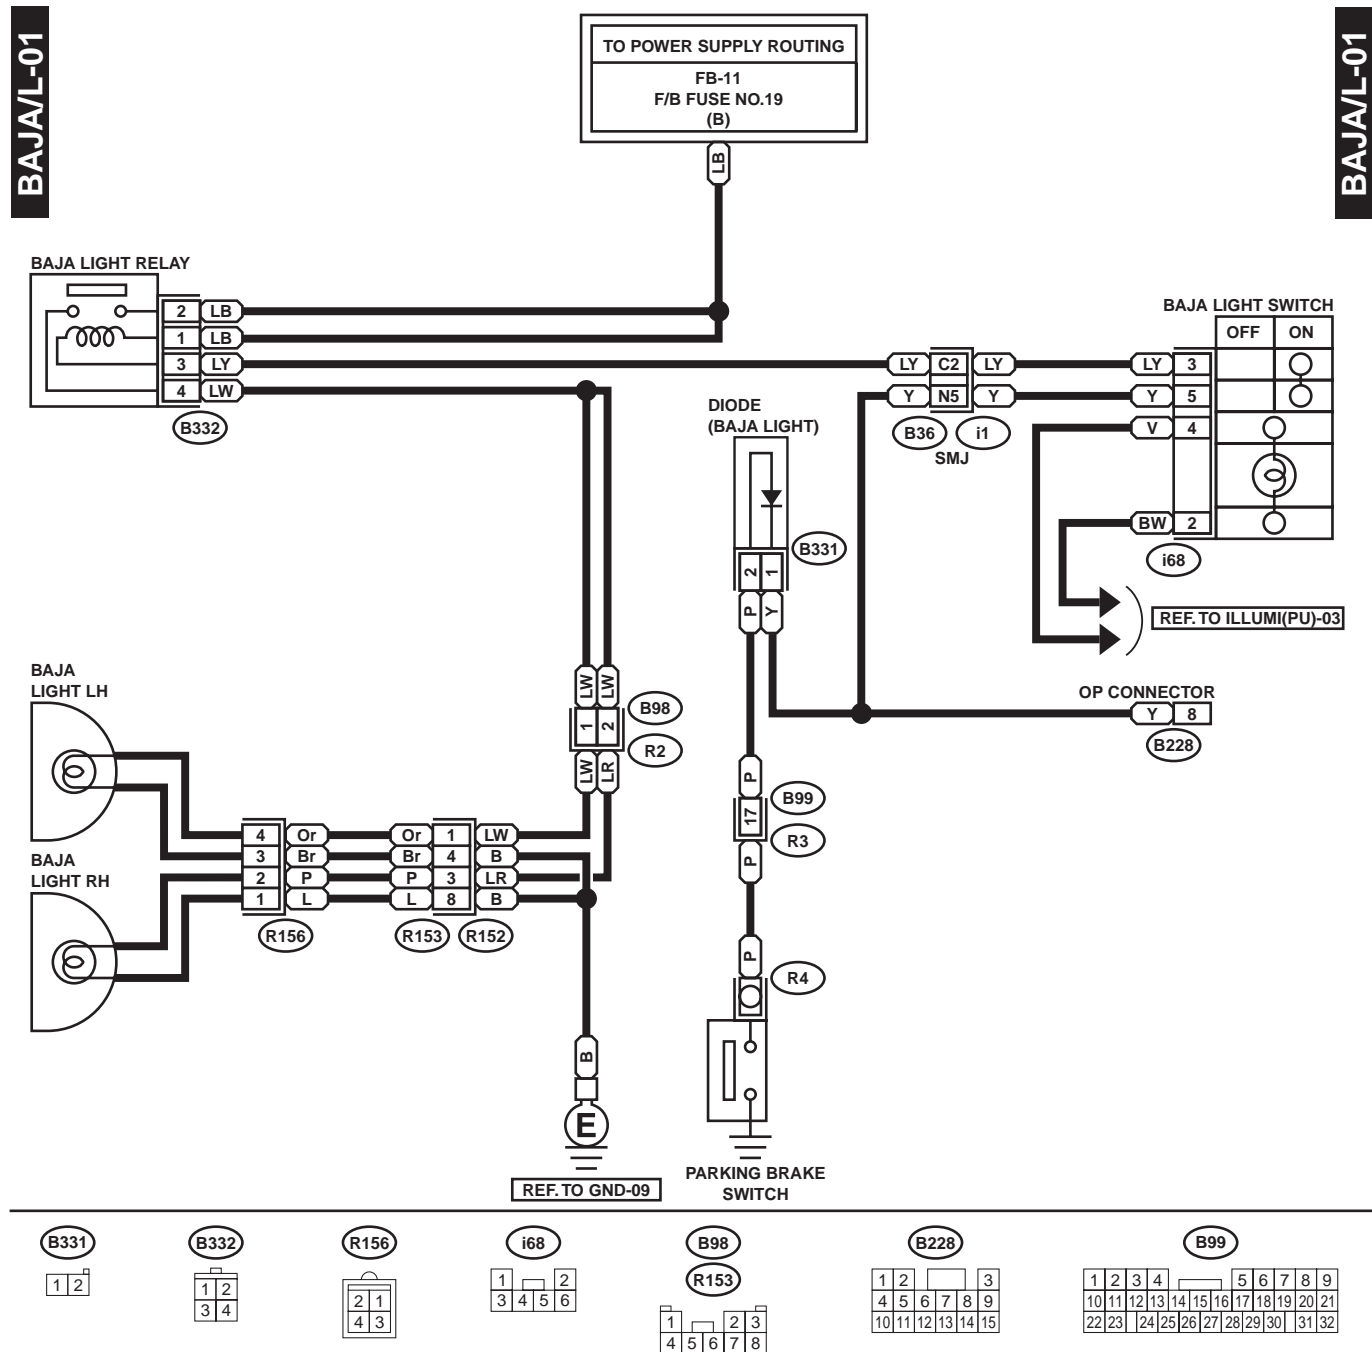 BAJA/L-01
BAJA/L-01
TO POWER SUPPLY ROUTING
FB-11
F/B FUSE NO.19
(B)
LB
BAJA LIGHT RELAY
2 LB
1 LB
3 LY
4 LW
B332
BAJA LIGHT SWITCH
OFF ON
LY C2 LY LY 3
Y N5 Y Y 5
B36 i1
SMJ
V 4
BW 2
i68
REF. TO ILLUMI(PU)-03
DIODE
(BAJA LIGHT)
B331
2 1
P Y
OP CONNECTOR
Y 8
B228
LW LW
B98
1 2
R2
LW LR
P
B99
17
R3
P
P
R4
BAJA
LIGHT LH
BAJA
LIGHT RH
4 Or Or 1 LW
3 Br Br 4 B
2 P P 3 LR
1 L L 8 B
R156 R153 R152
B
E
REF. TO GND-09
PARKING BRAKE
SWITCH
B331
1 2
B332
1 2
3 4
R156
2 1
4 3
i68
1 2
3 4 5 6
B98
R153
1 2 3
4 5 6 7 8
B228
1 2 3
4 5 6 7 8 9
10 11 12 13 14 15
B99
1 2 3 4 5 6 7 8 9
10 11 12 13 14 15 16 17 18 19 20 21
22 23 24 25 26 27 28 29 30 31 32